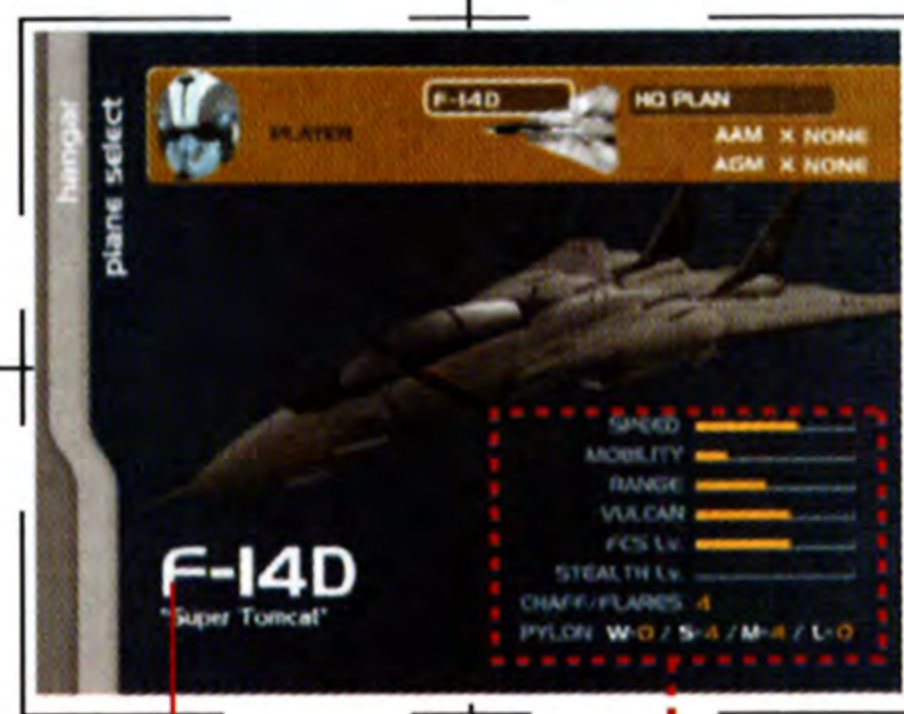 hangar
plane select
PLAYER
F-14D
HQ PLAN
AAM X NONE
AGM X NONE
SPEED
MOBILITY
RANGE
VULCAN
FCS Lv.
STEALTH Lv.
CHAFF/FLARES 4
PYLON W-0 / S-4 / M-4 / L-0
F-14D
"Super Tomcat"